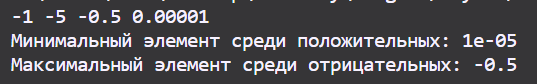 -1 -5 -0.5 0.00001
Минимальный элемент среди положительных: 1e-05
Максимальный элемент среди отрицательных: -0.5